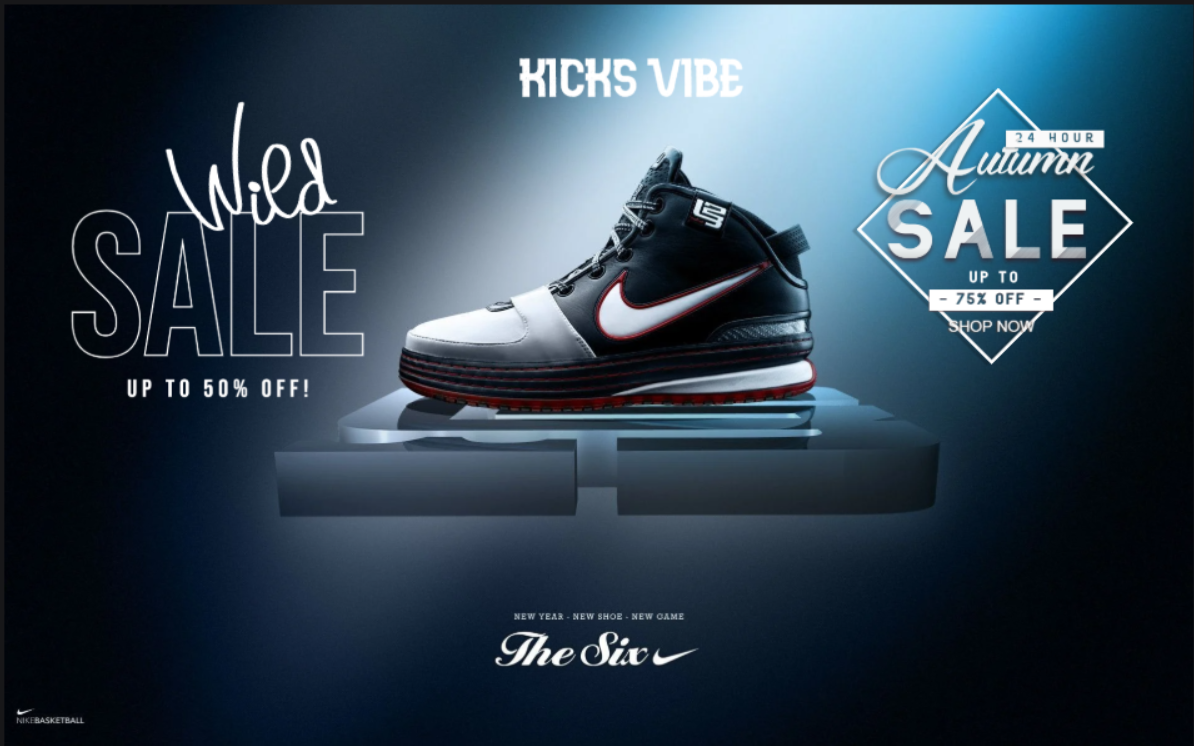 KICKS VIBE
Wild
SALE
UP TO 50% OFF!
24 HOUR
Autumn
SALE
UP TO
- 75% OFF -
SHOP NOW
NEW YEAR - NEW SHOE - NEW GAME
The Six
NIKEBASKETBALL